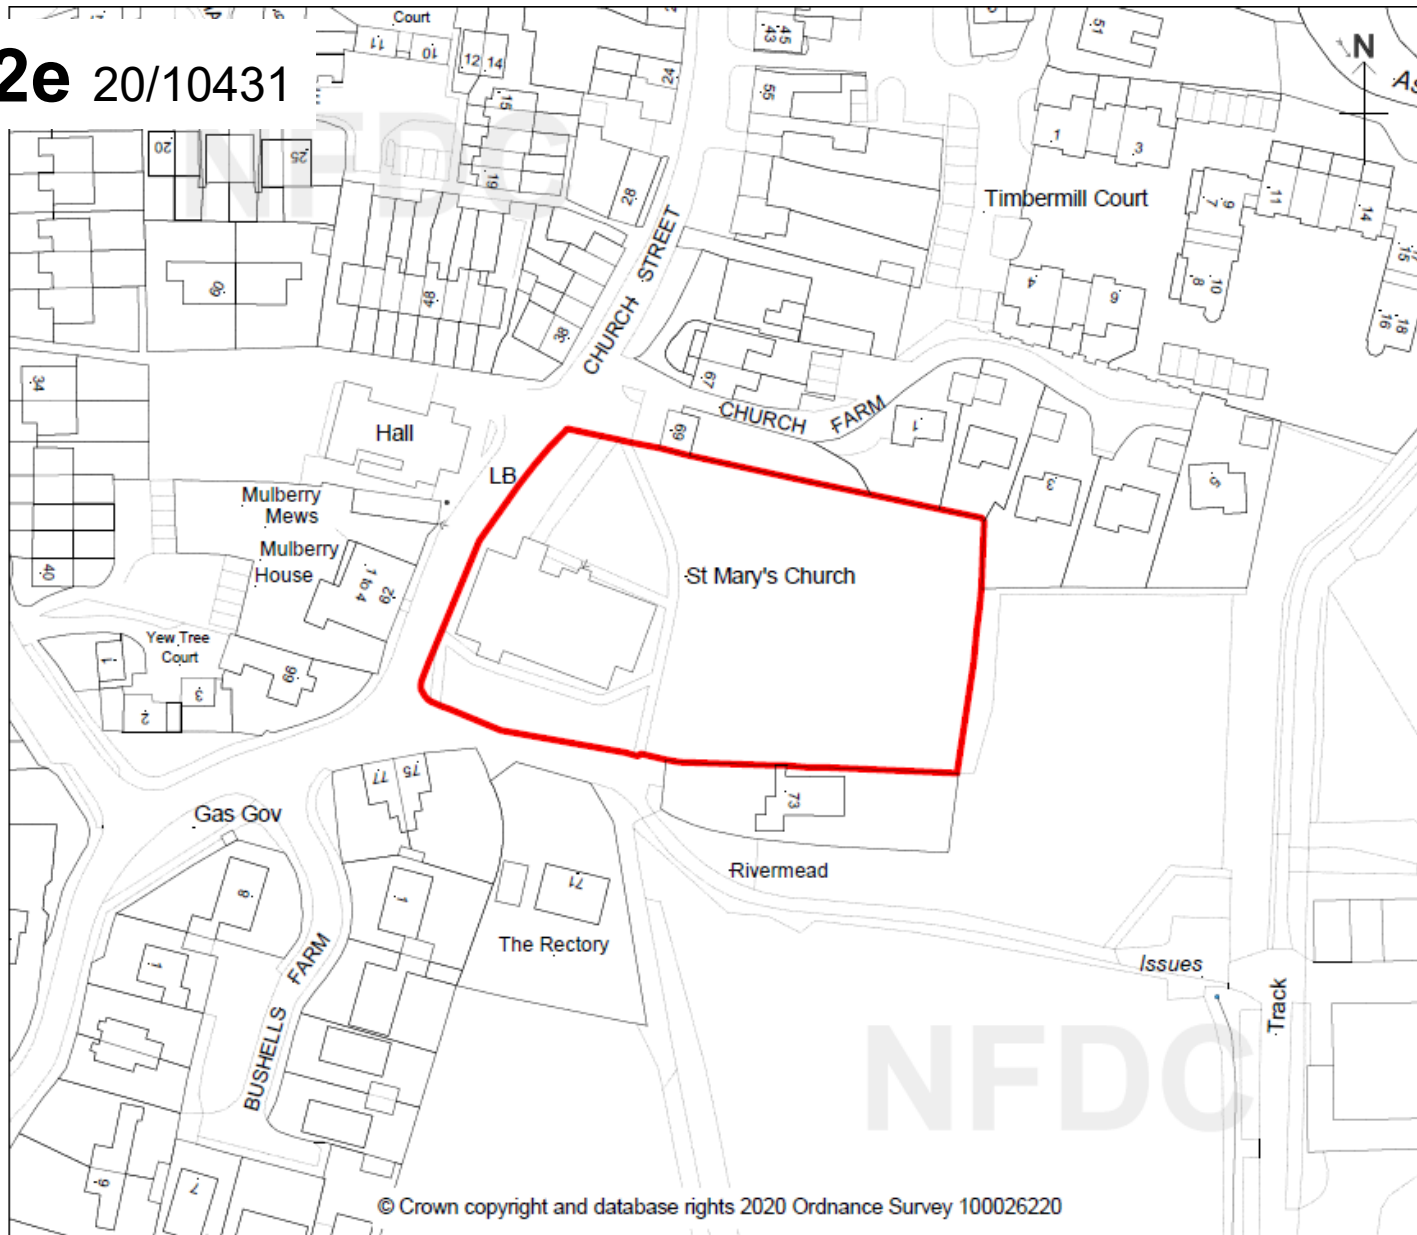 Court
2e 20/10431
11
10
12 14
15
24
43
45
51
N
55
As
NFDC
20
25
19
28
1
3
Timbermill Court
7
9
11
14
15
60
48
38
CHURCH STREET
4
6
8
10
16
18
34
67
CHURCH FARM
1
Hall
69
3
5
LB
Mulberry
Mews
Mulberry
House
40
1 to 4
62
St Mary's Church
Yew Tree
Court
1
3
2
66
77
75
Gas Gov
73
Rivermead
8
1
71
The Rectory
BUSHELLS FARM
1
Issues
Track
NFDC
9
7
© Crown copyright and database rights 2020 Ordnance Survey 100026220